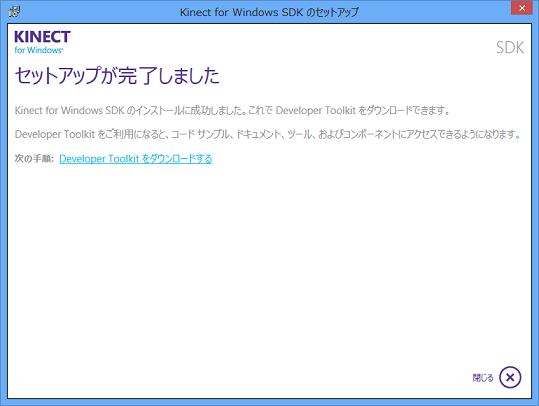 Kinect for Windows SDK のセットアップ
KINECT
for Windows
SDK
セットアップが完了しました
Kinect for Windows SDK のインストールに成功しました。これで Developer Toolkit をダウンロードできます。
Developer Toolkit をご利用になると、コード サンプル、ドキュメント、ツール、およびコンポーネントにアクセスできるようになります。
次の手順: Developer Toolkit をダウンロードする
閉じる